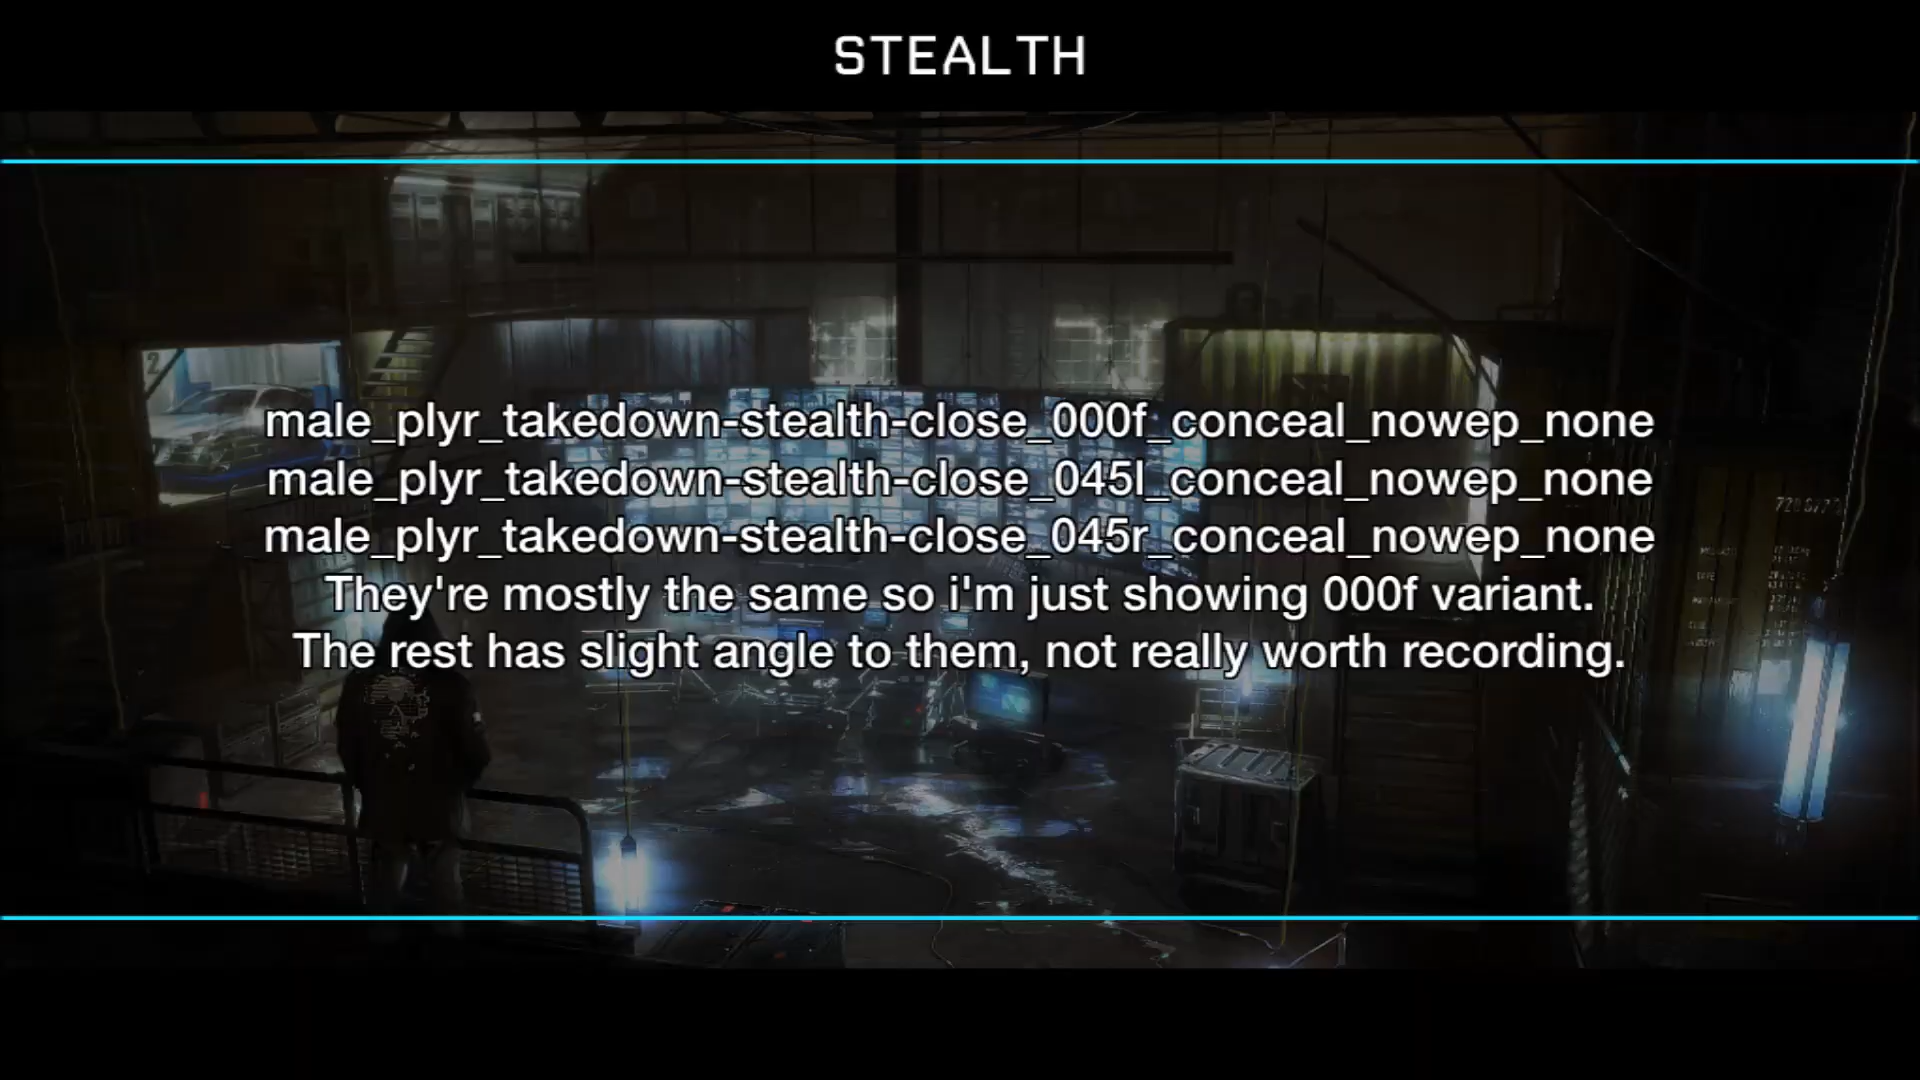 STEALTH
male_plyr_takedown-stealth-close_000f_conceal_nowep_none
male_plyr_takedown-stealth-close_045l_conceal_nowep_none
male_plyr_takedown-stealth-close_045r_conceal_nowep_none
They're mostly the same so i'm just showing 000f variant.
The rest has slight angle to them, not really worth recording.
2